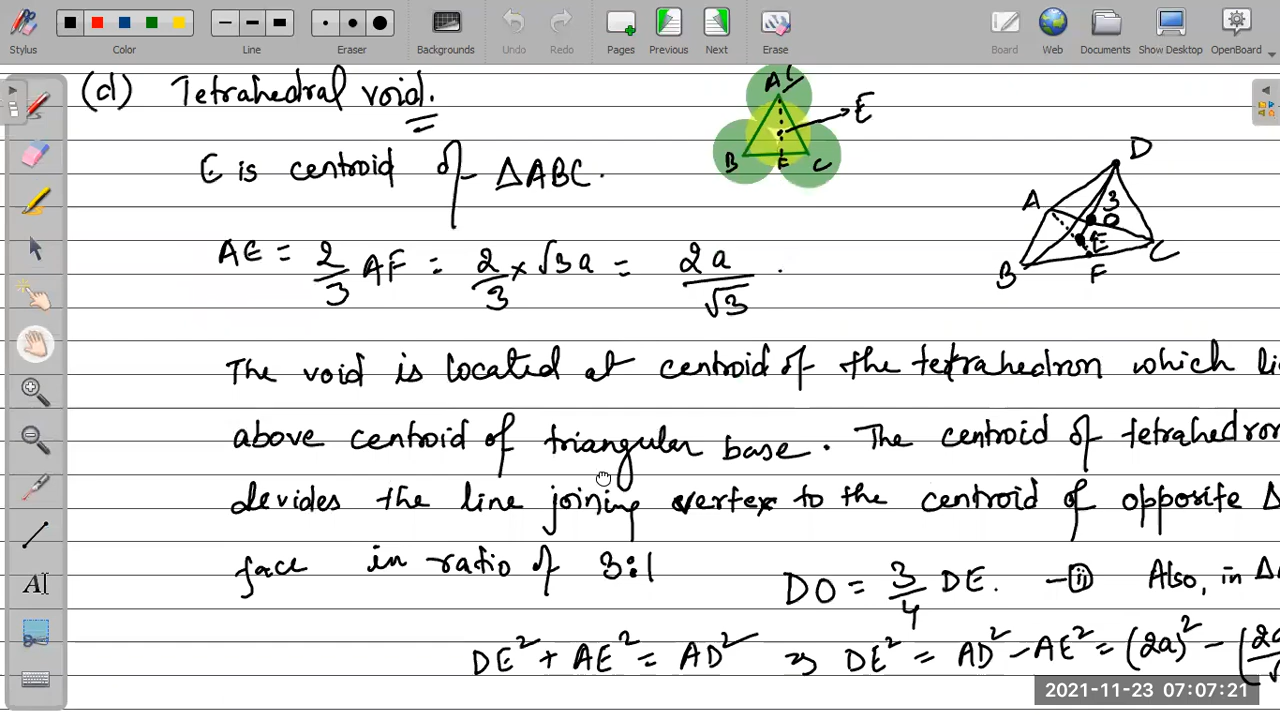 Stylus Color Line Eraser Backgrounds Undo Redo Pages Previous Next Erase Board Web Documents Show Desktop OpenBoard
(d) Tetrahedral void.
A
E
B E C
E is centroid of ΔABC.
D
A 3
O
E
B F C
AE = 2/3 AF = 2/3 × √3a = 2a/√3 .
The void is located at centroid of the tetrahedron which
above centroid of triangular base. The centroid of tetrahedron
devides the line joining vertex to the centroid of opposite Δ
face in ratio of 3:1
DO = 3/4 DE. -(ii) Also, in Δ
DE² + AE² = AD² ⇒ DE² = AD² - AE² = (2a)² - (2a/√
2021-11-23 07:07:21